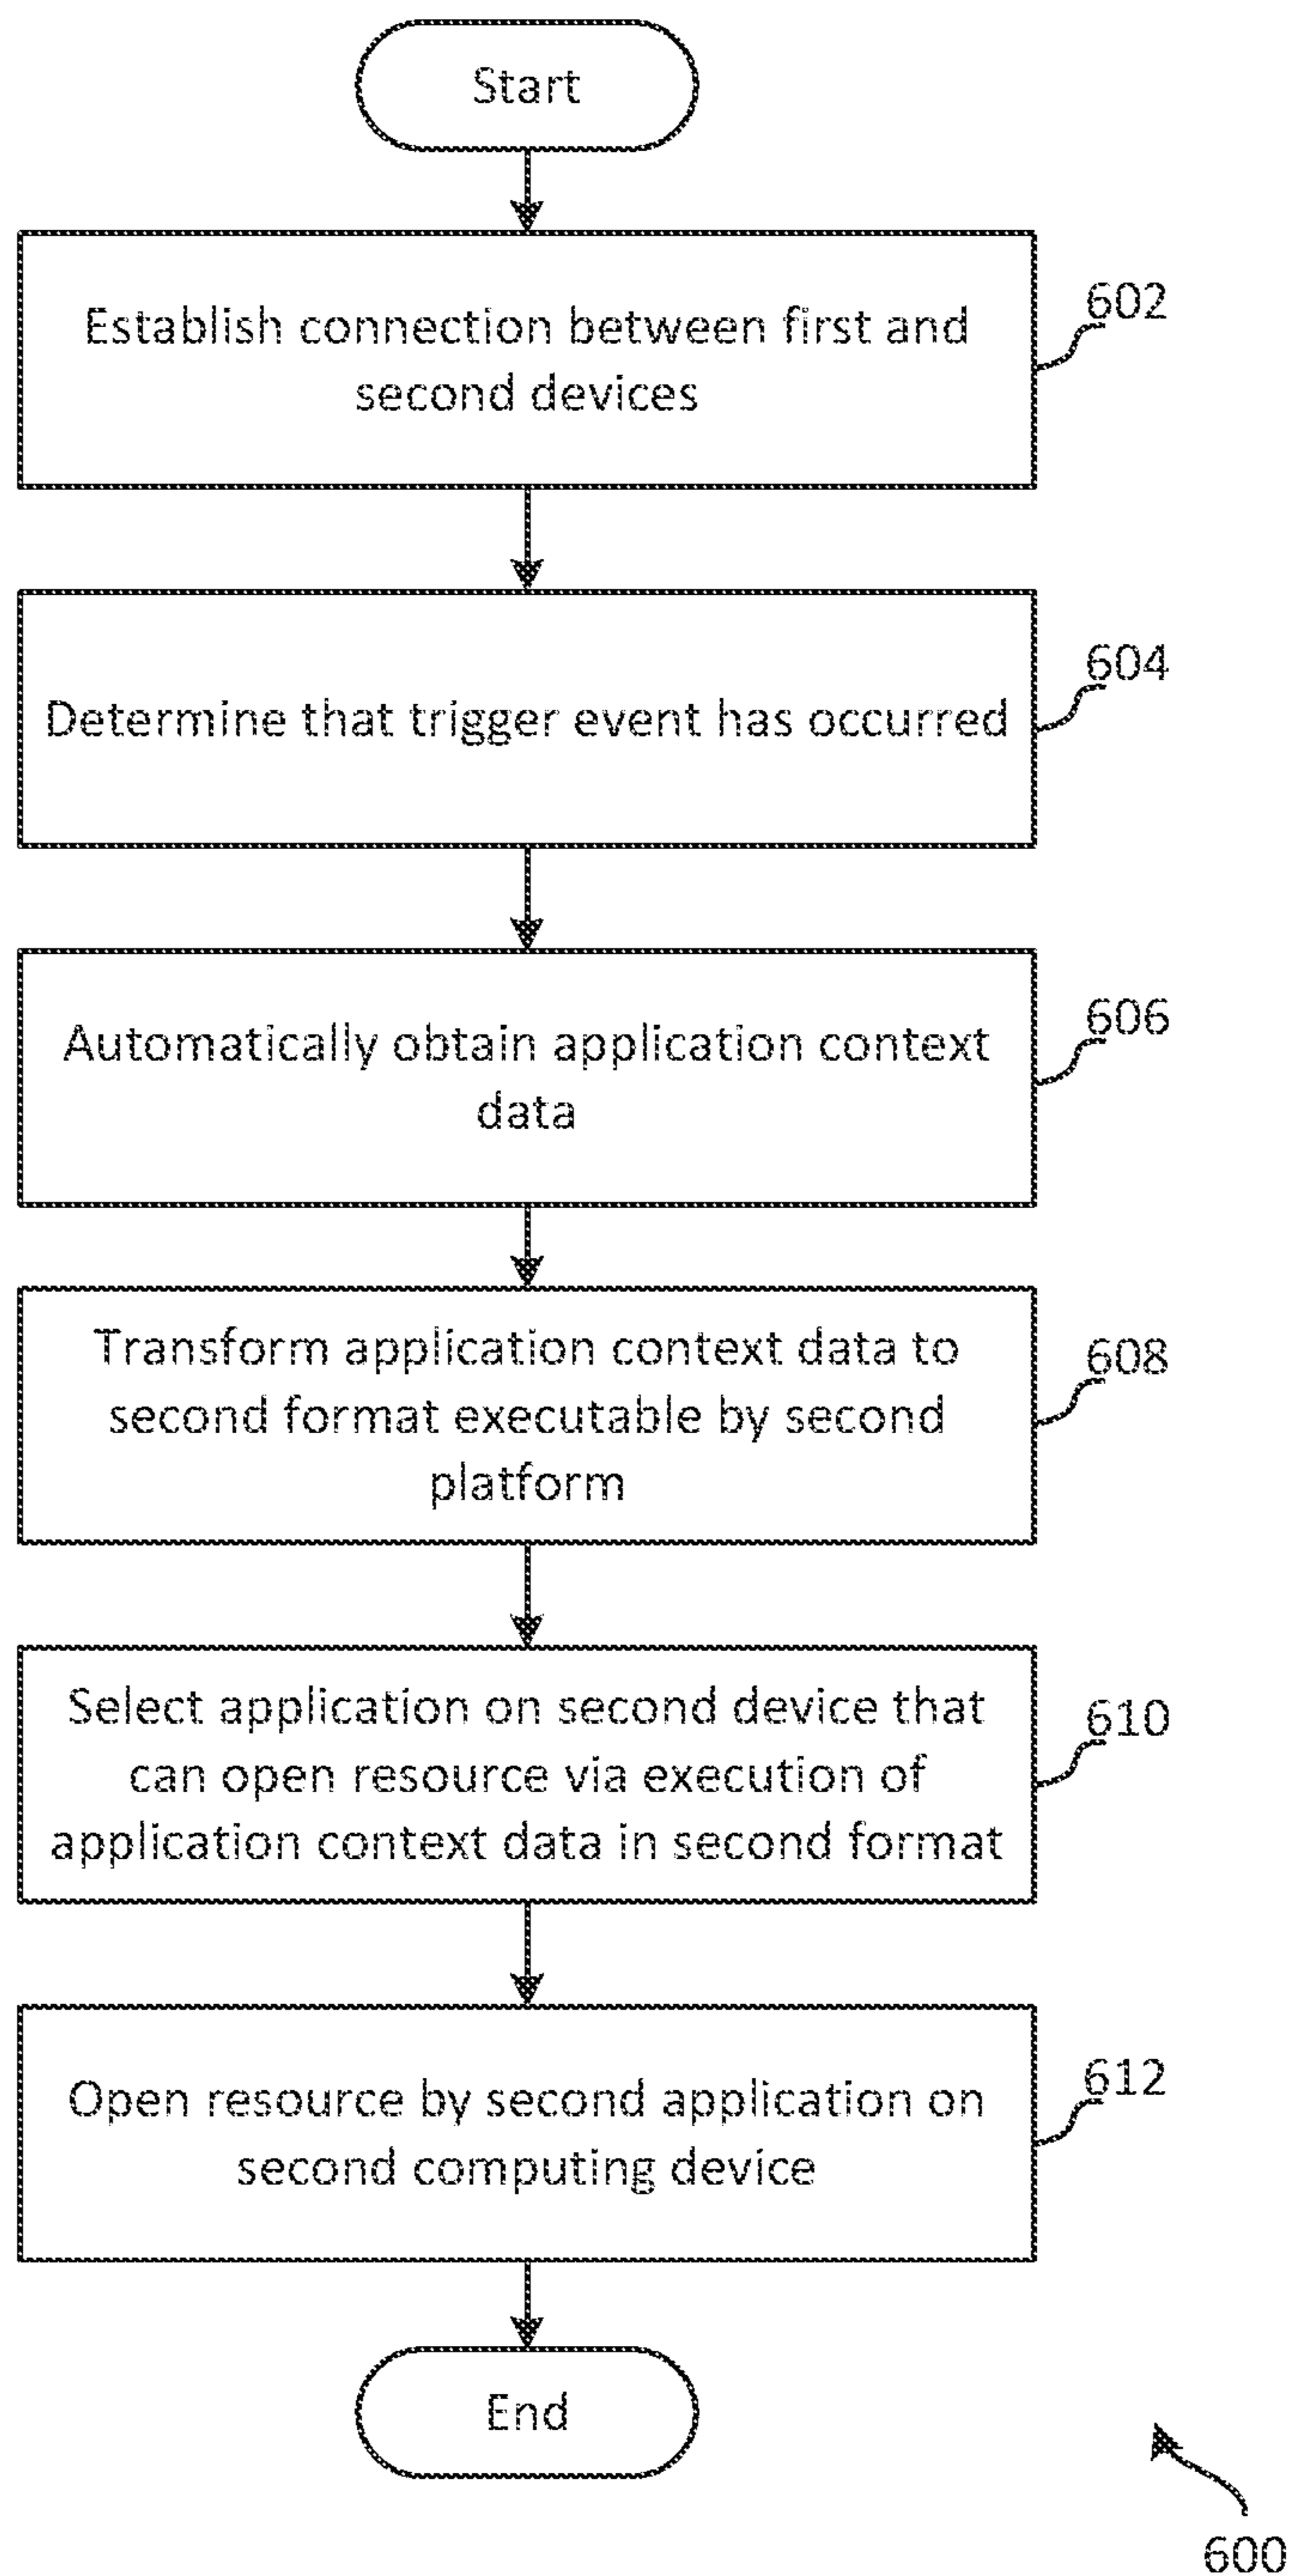 Start
Establish connection between first and
second devices
602
Determine that trigger event has occurred
604
Automatically obtain application context
data
606
Transform application context data to
second format executable by second
platform
608
Select application on second device that
can open resource via execution of
application context data in second format
610
Open resource by second application on
second computing device
612
End
600